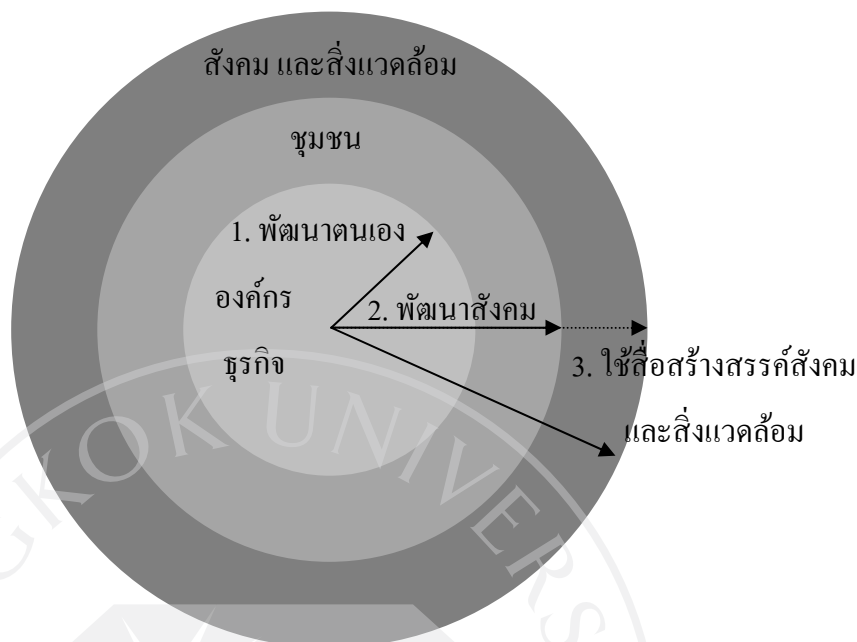 สังคม และสิ่งแวดล้อม
ชุมชน
1. พัฒนาตนเอง
องค์กร
2. พัฒนาสังคม
ธุรกิจ
3. ใช้สื่อสร้างสรรค์สังคม
และสิ่งแวดล้อม
GKOK UNIVERS